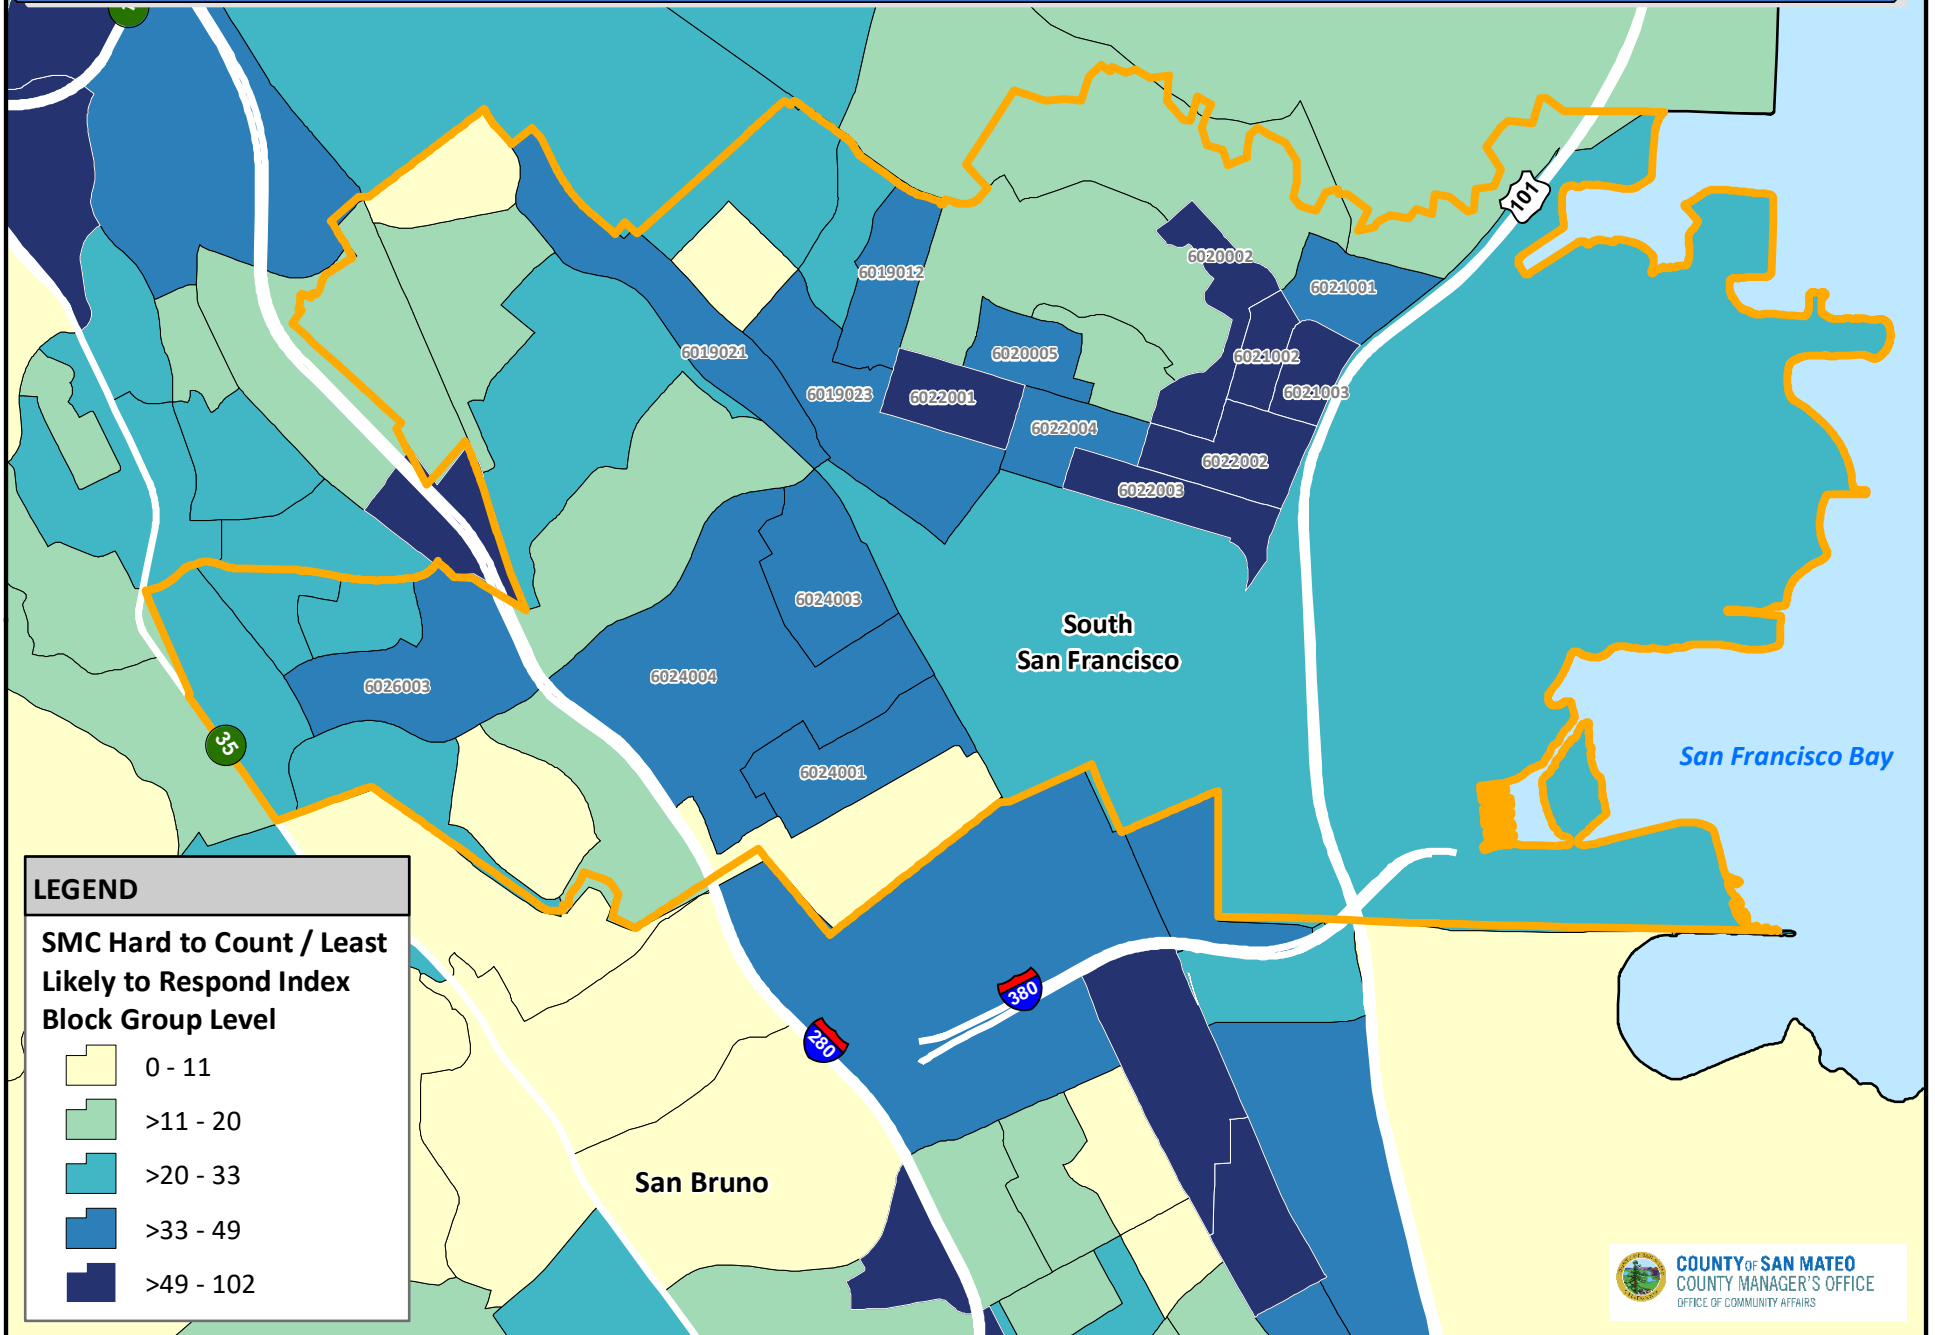 101
6020002
6019012
6021001
6019021
6020005
6021002
6019023
6022001
6021003
6022004
6022002
6022003
6024003
South
San Francisco
6024004
6026003
35
6024001
San Francisco Bay
380
280
San Bruno
LEGEND
SMC Hard to Count / Least
Likely to Respond Index
Block Group Level
0 - 11
>11 - 20
>20 - 33
>33 - 49
>49 - 102
COUNTY OF SAN MATEO
COUNTY MANAGER'S OFFICE
OFFICE OF COMMUNITY AFFAIRS